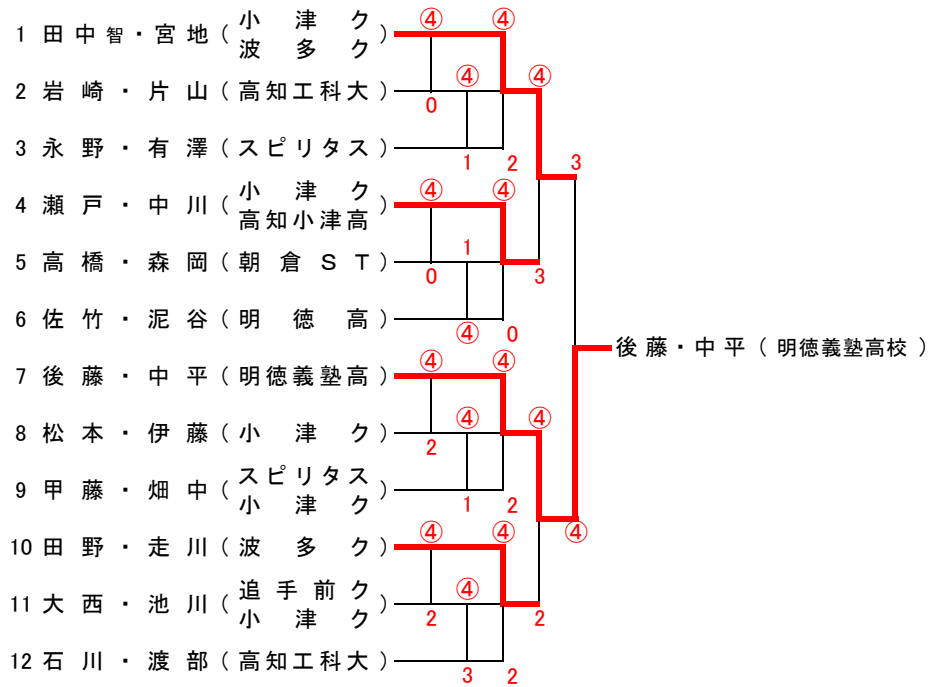 1 田中智・宮地(小津ク 波多ク) ④ ④
④ ④
2 岩崎・片山(高知工科大) 0
3 永野・有澤(スピリタス) 1 2
3
4 瀬戸・中川(小津ク 高知小津高) ④ ④
1
5 高橋・森岡(朝倉ST) 0 3
6 佐竹・泥谷(明徳高) ④ 0
後藤・中平(明徳義塾高校)
7 後藤・中平(明徳義塾高) ④ ④
④ ④
8 松本・伊藤(小津ク) 2
9 甲藤・畑中(スピリタス 小津ク) 1 2
④
10 田野・走川(波多ク) ④ ④
④
11 大西・池川(追手前ク 小津ク) 2 2
12 石川・渡部(高知工科大) 3 2